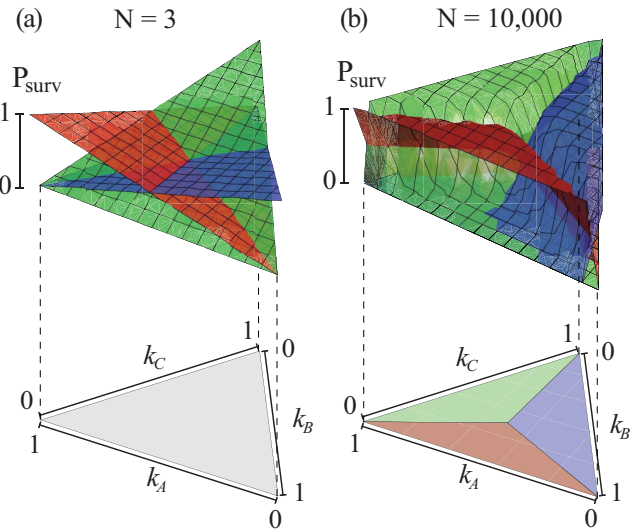 (a) N = 3
(b) N = 10,000
P_surv
1
0
P_surv
1
0
1
0
k_C
0
k_B
1
k_A
1
0
1
0
k_C
0
k_B
1
k_A
1
0